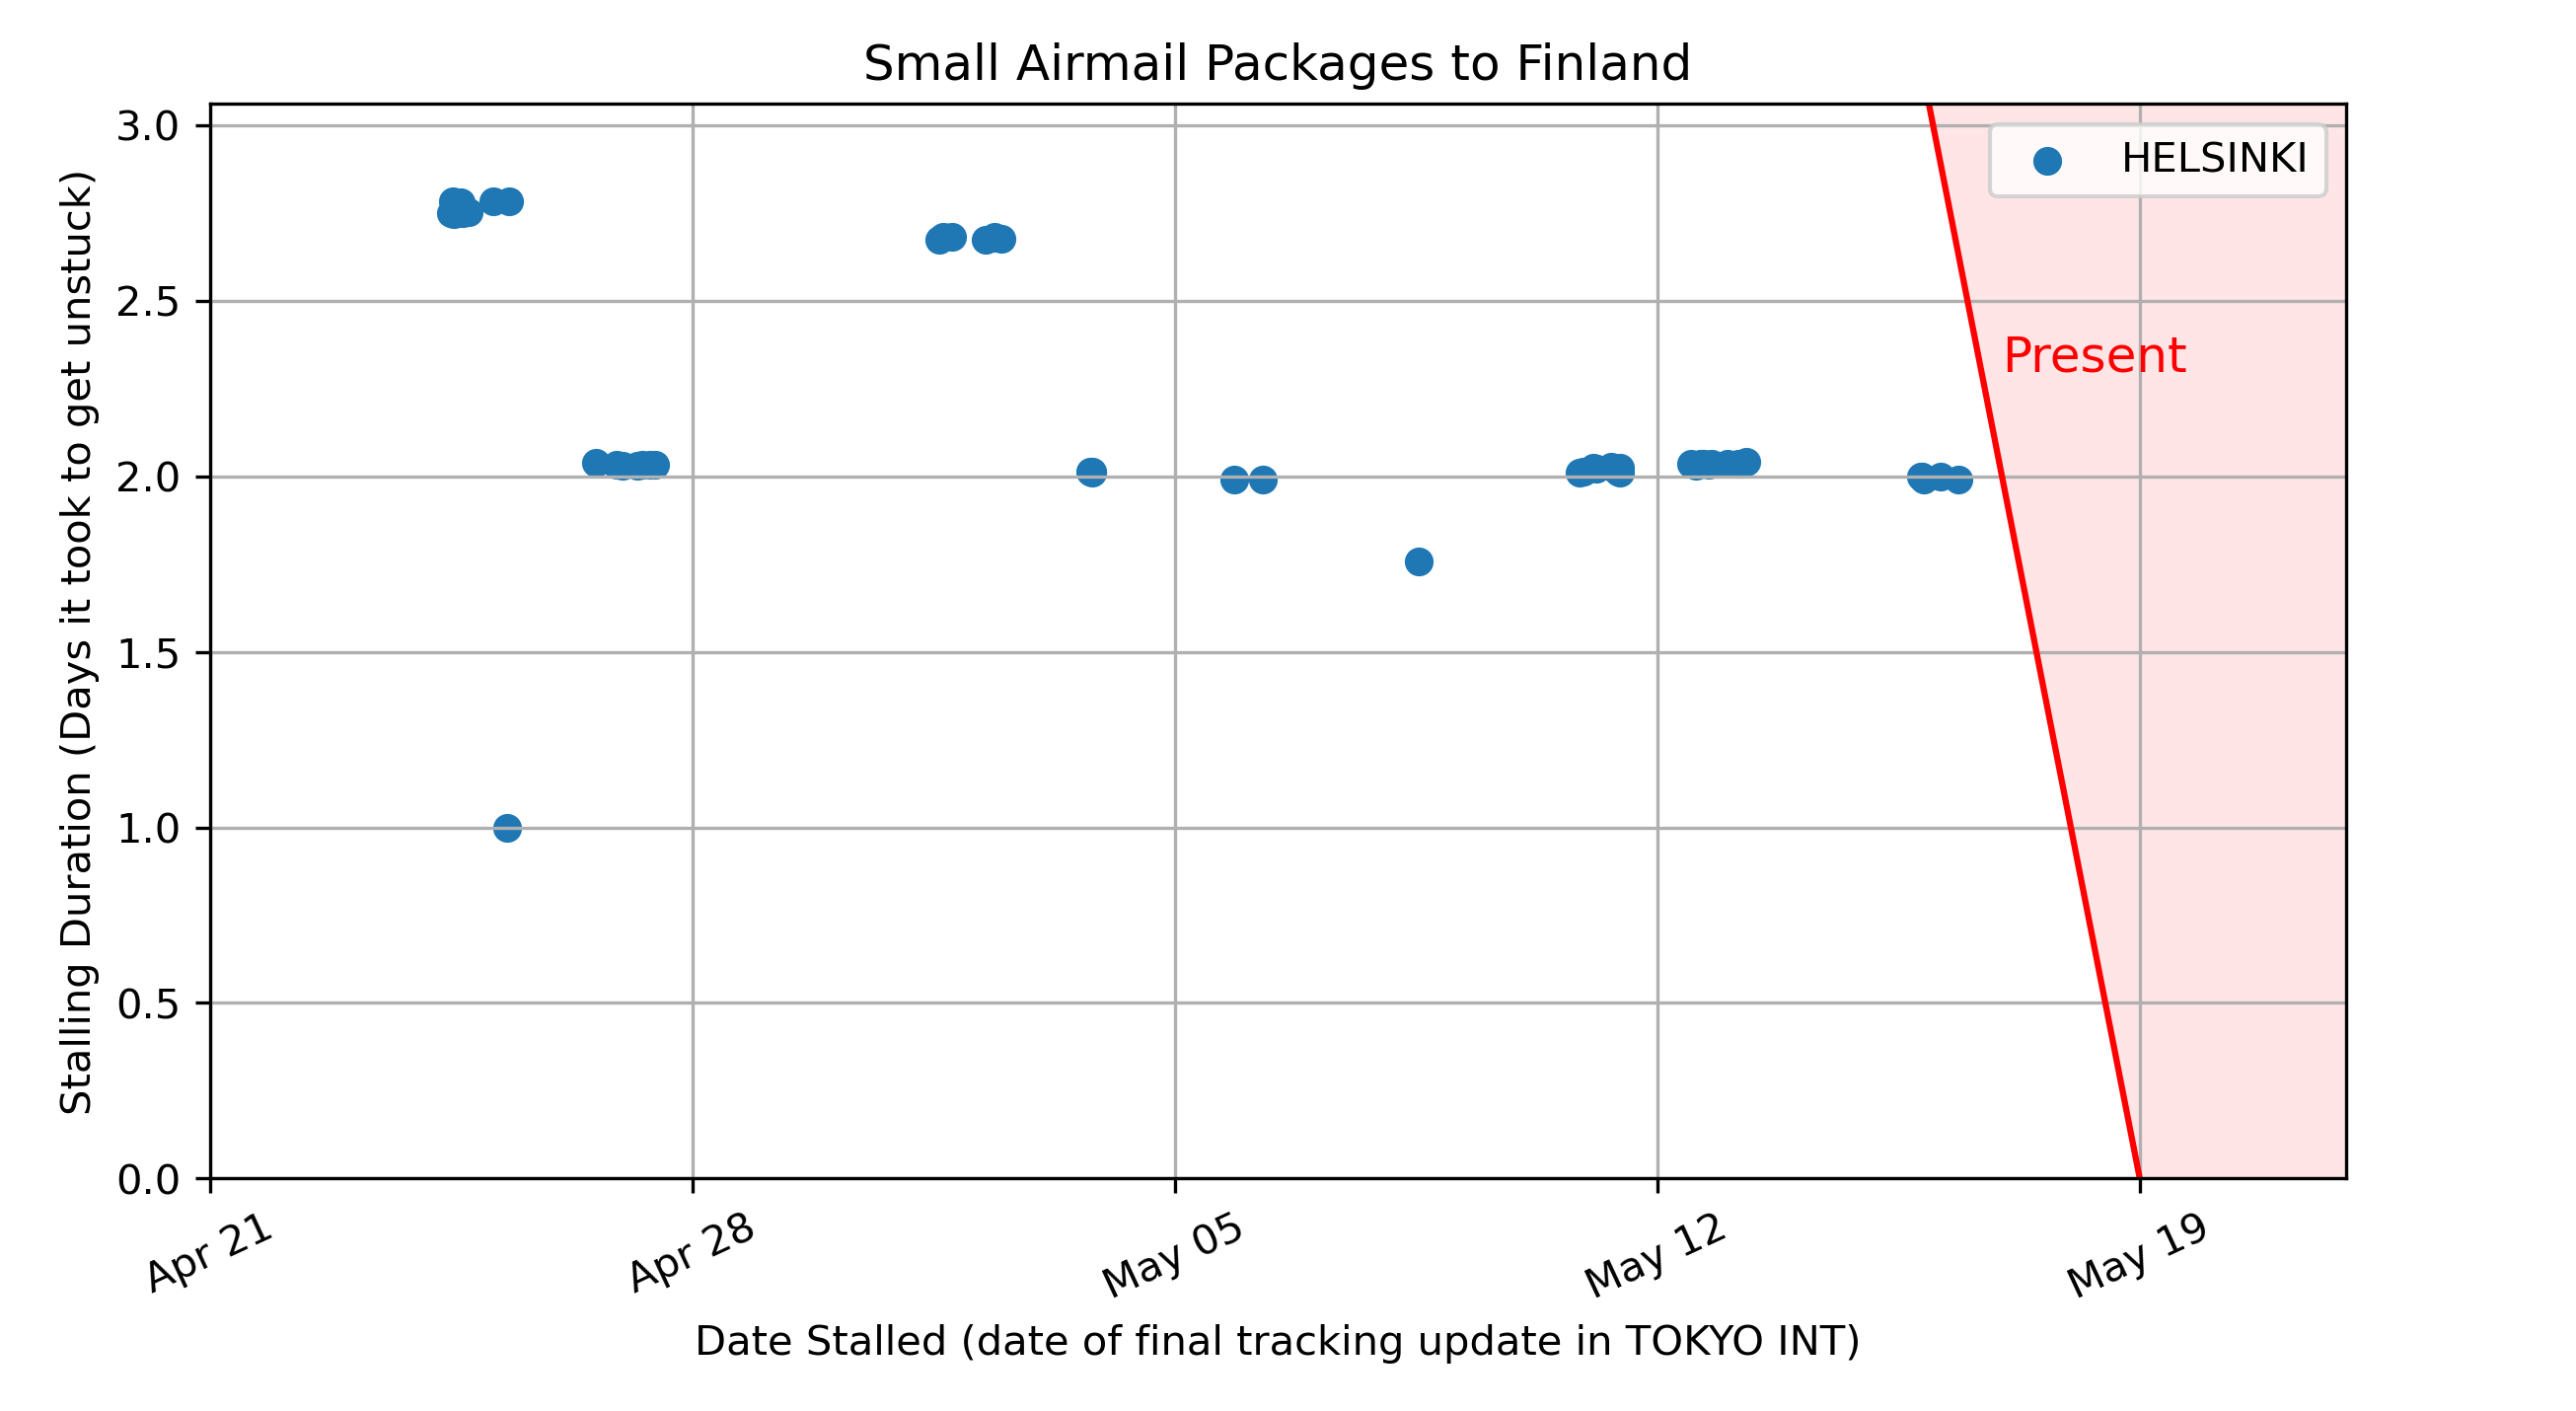 Small Airmail Packages to Finland
Stalling Duration (Days it took to get unstuck)
3.0
2.5
2.0
1.5
1.0
0.5
0.0
HELSINKI
Present
Apr 21
Apr 28
May 05
May 12
May 19
Date Stalled (date of final tracking update in TOKYO INT)